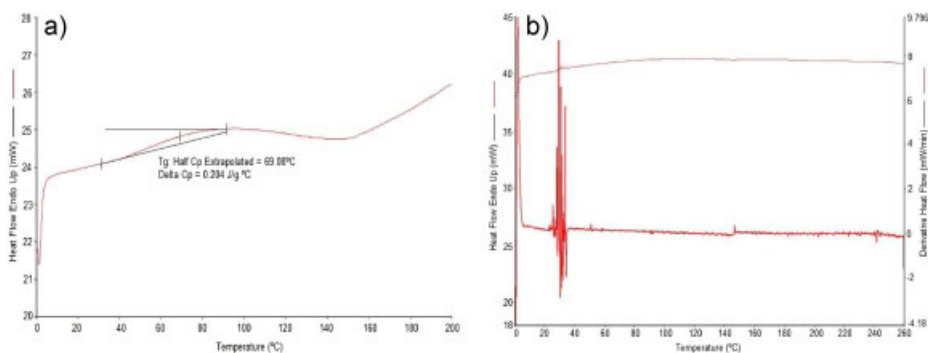 a)
28
27
26
25
24
23
22
21
20
Heat Flow Endo Up (mW)
Tg: Half Cp Extrapolated = 69.08ºC
Delta Cp = 0.204 J/g ºC
0 20 40 60 80 100 120 140 160 180 200
Temperature (ºC)
b)
45
40
35
30
25
20
18
Heat Flow Endo Up (mW)
9.796
8
6
4
2
0
-2
-4.18
Derivative Heat Flow (mW/min)
0 20 40 60 80 100 120 140 160 180 200 220 240 260
Temperature (ºC)